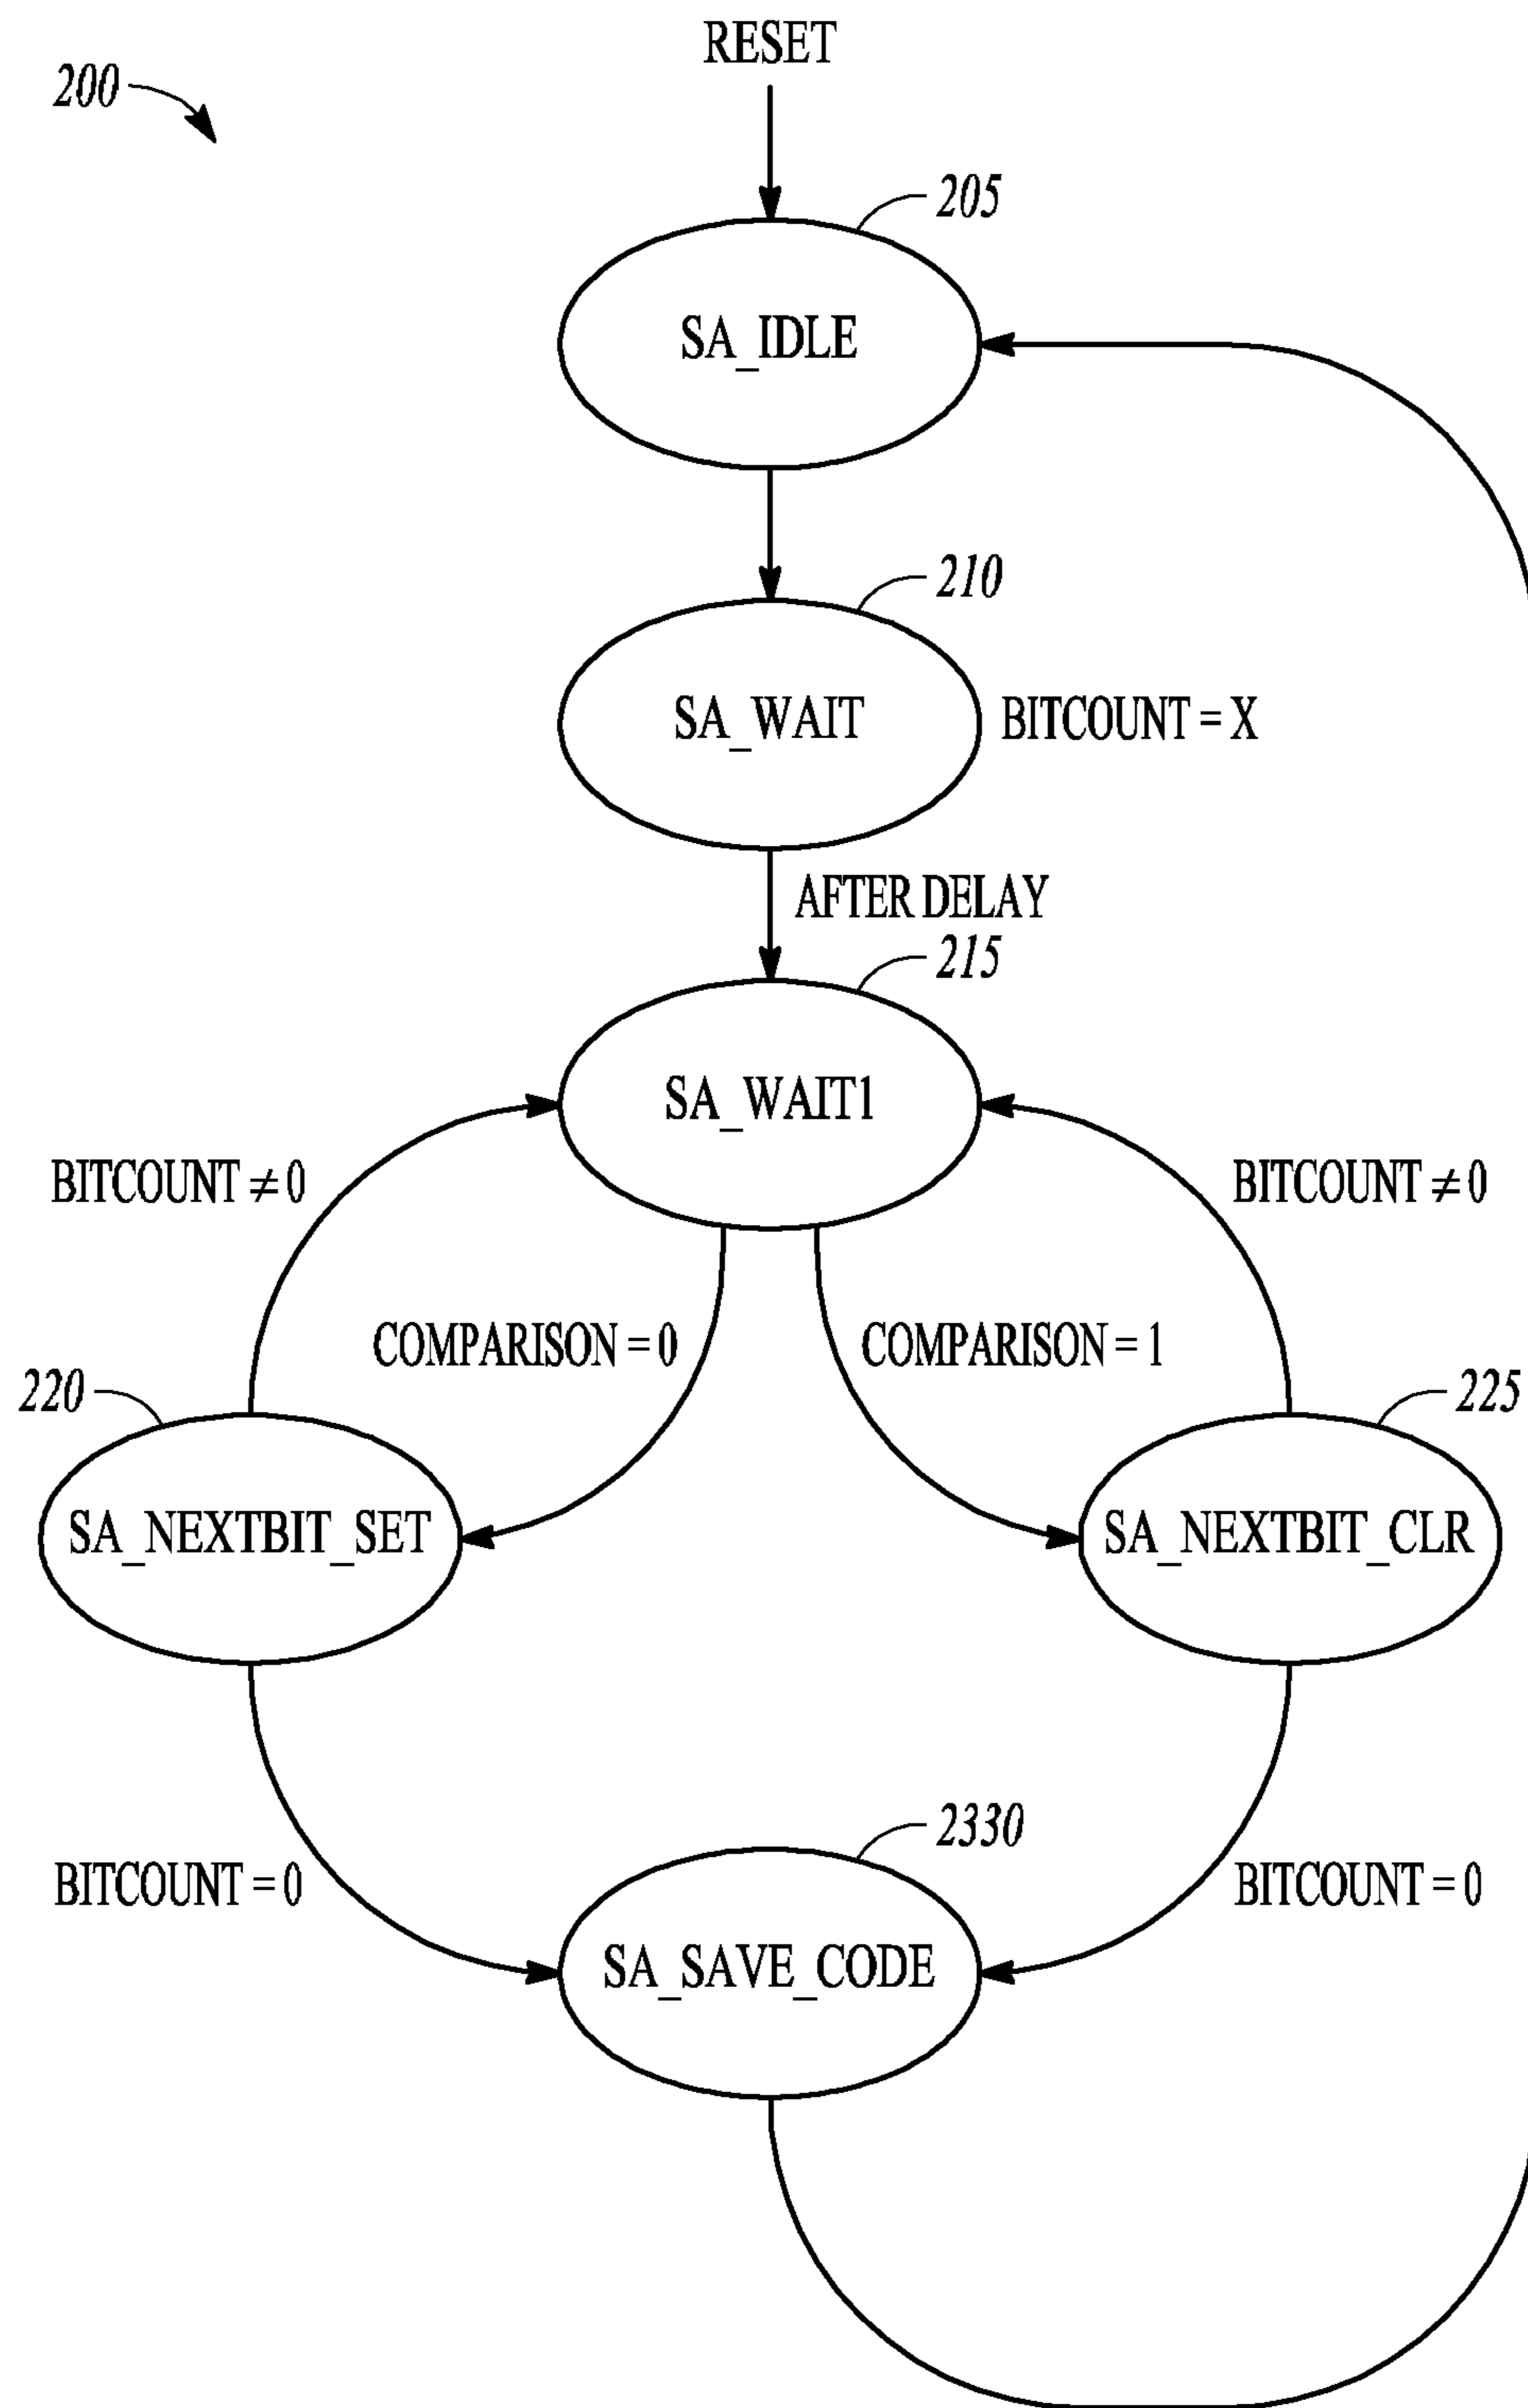 RESET
200
205
SA_IDLE
210
SA_WAIT
BITCOUNT = X
AFTER DELAY
215
SA_WAIT1
BITCOUNT ≠ 0
BITCOUNT ≠ 0
COMPARISON = 0
COMPARISON = 1
220
225
SA_NEXTBIT_SET
SA_NEXTBIT_CLR
2330
BITCOUNT = 0
BITCOUNT = 0
SA_SAVE_CODE